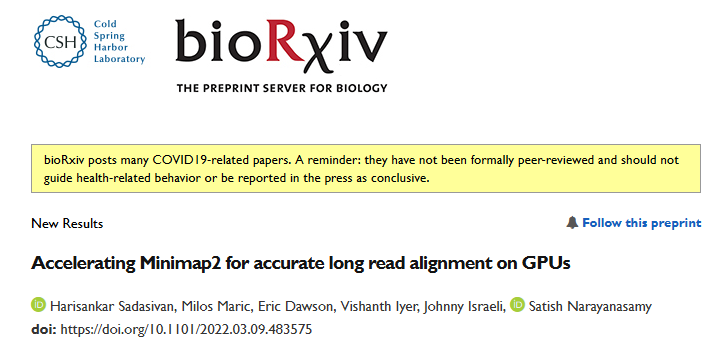 CSH
Cold
Spring
Harbor
Laboratory
bioRχiv
THE PREPRINT SERVER FOR BIOLOGY
bioRxiv posts many COVID19-related papers. A reminder: they have not been formally peer-reviewed and should not
guide health-related behavior or be reported in the press as conclusive.
New Results
Follow this preprint
Accelerating Minimap2 for accurate long read alignment on GPUs
iD Harisankar Sadasivan, Milos Maric, Eric Dawson, Vishanth Iyer, Johnny Israeli, iD Satish Narayanasamy
doi: https://doi.org/10.1101/2022.03.09.483575